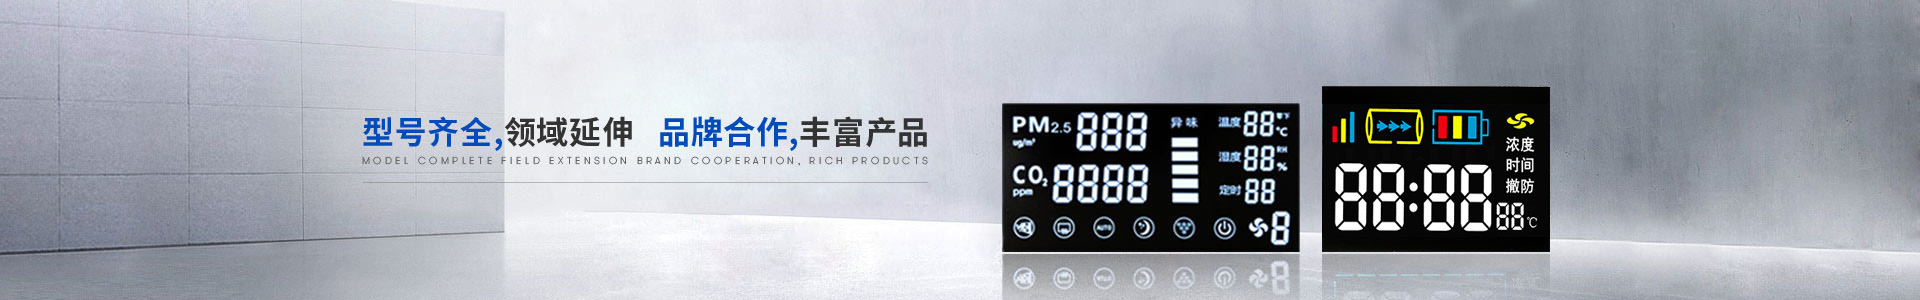 型号齐全,领域延伸 品牌合作,丰富产品
MODEL COMPLETE FIELD EXTENSION BRAND COOPERATION, RICH PRODUCTS
PM2.5 888
ug/m³
异味
温度 88 ℃
湿度 88 RH %
CO2 8888
ppm
定时 88
AUTO
8
浓度
时间
撤防
88:88
88℃